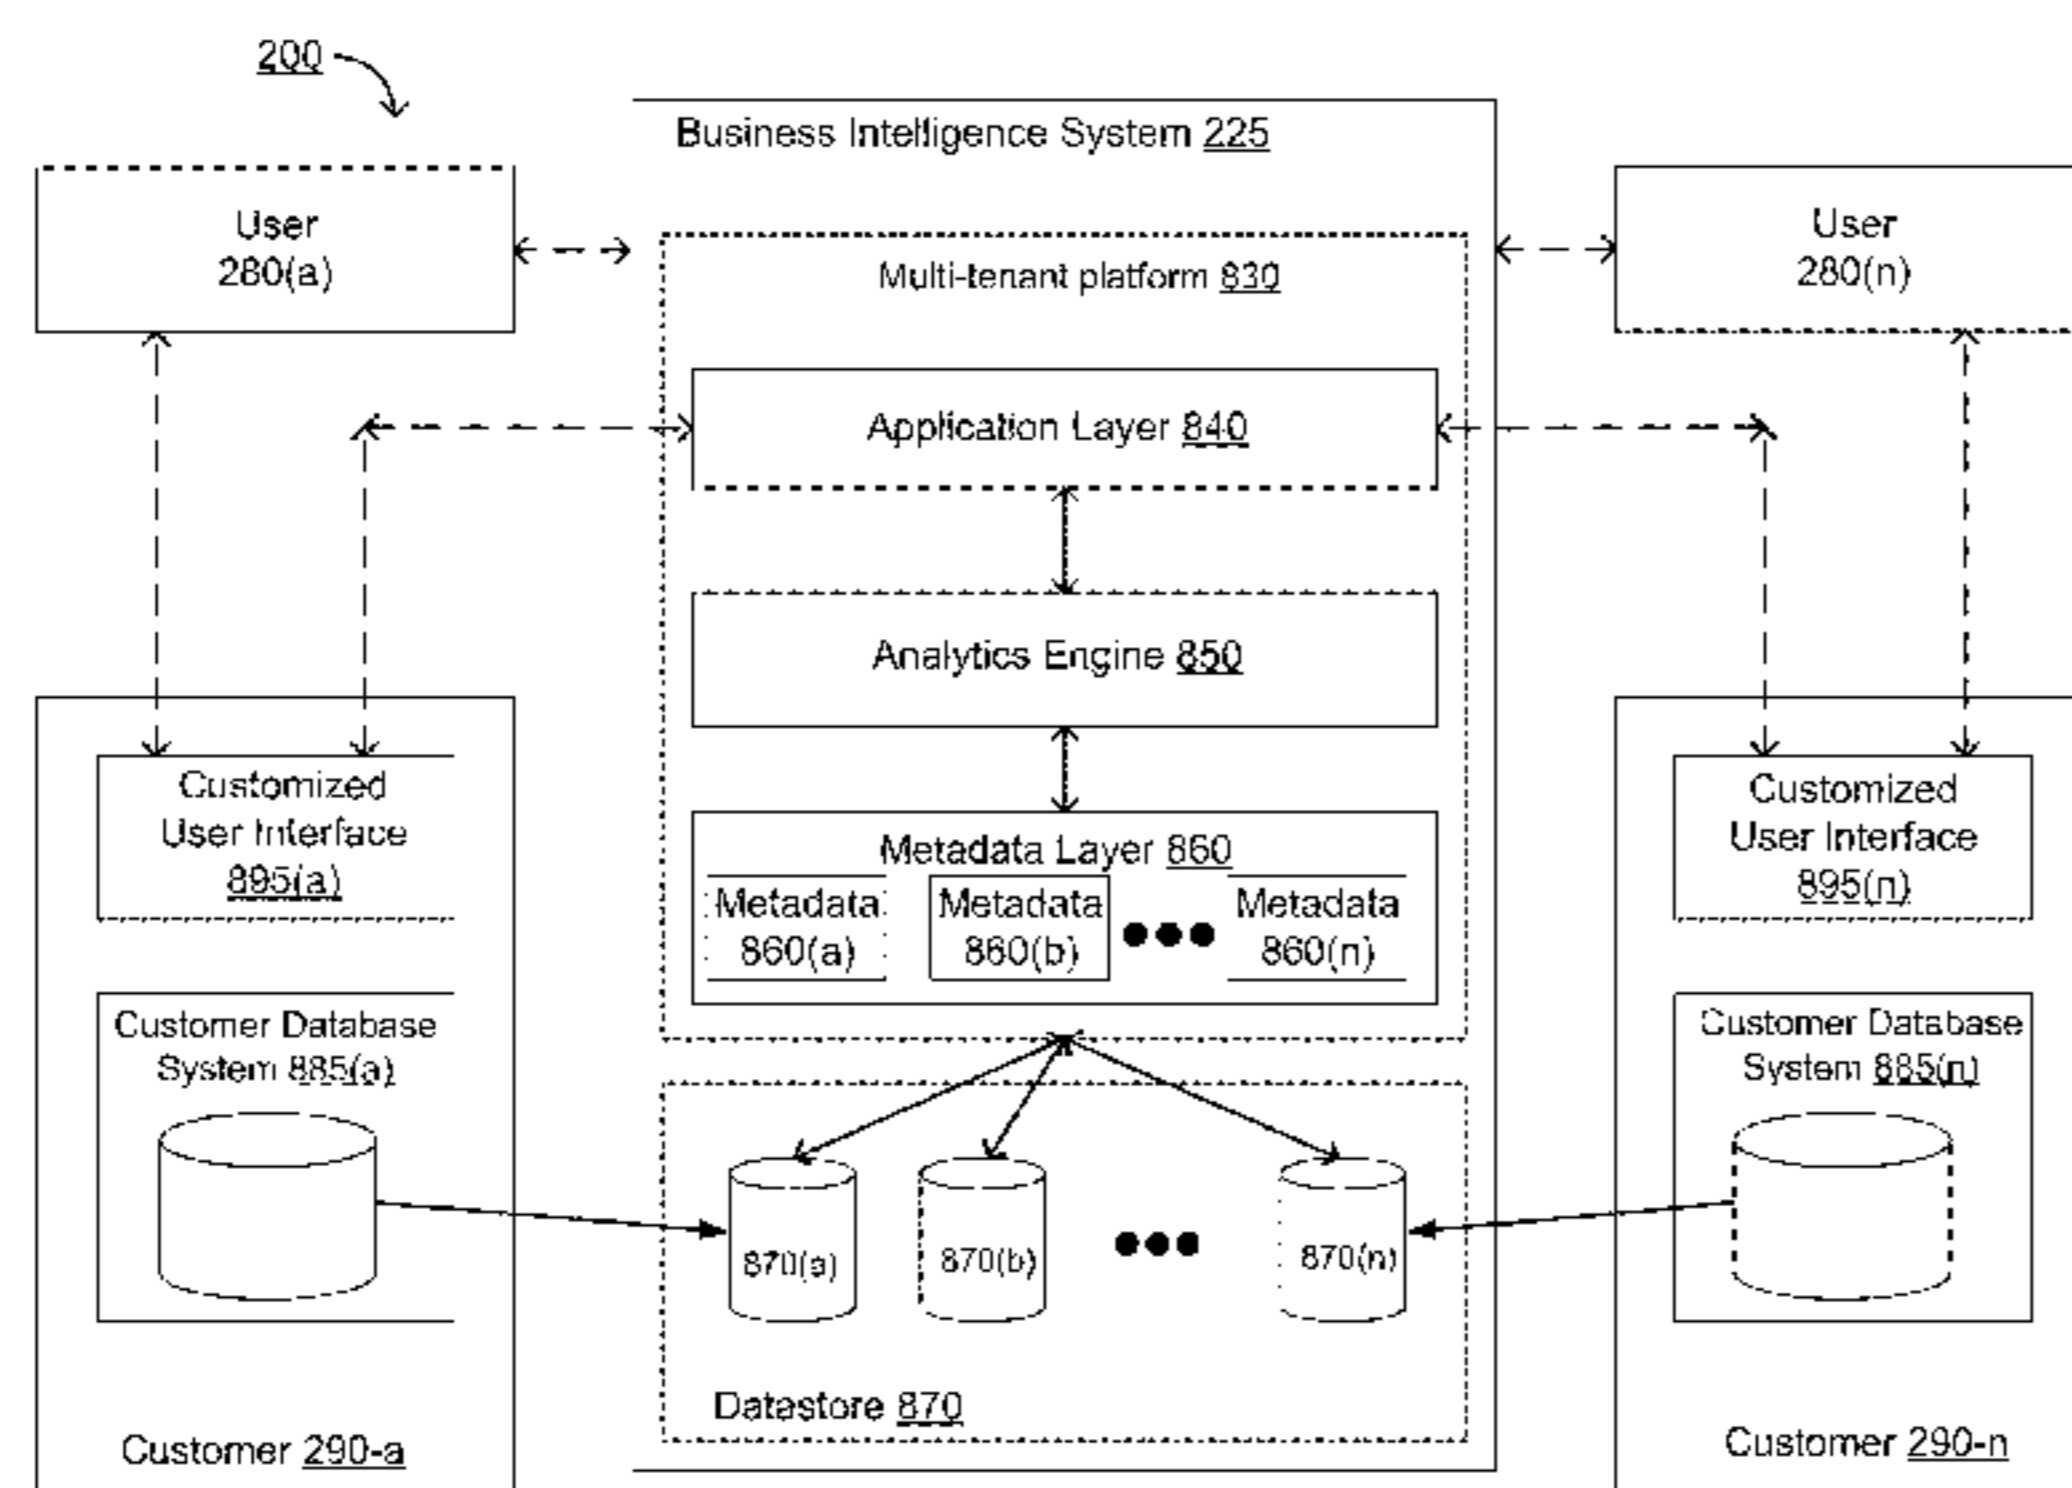 200
Business Intelligence System 225
User
280(a)
User
280(n)
Multi-tenant platform 830
Application Layer 840
Analytics Engine 850
Customized
User Interface
895(a)
Customized
User Interface
895(n)
Metadata Layer 860
Metadata
860(a)
Metadata
860(b)
Metadata
860(n)
Customer Database
System 885(a)
Customer Database
System 885(n)
870(a)
870(b)
870(n)
Datastore 870
Customer 290-a
Customer 290-n